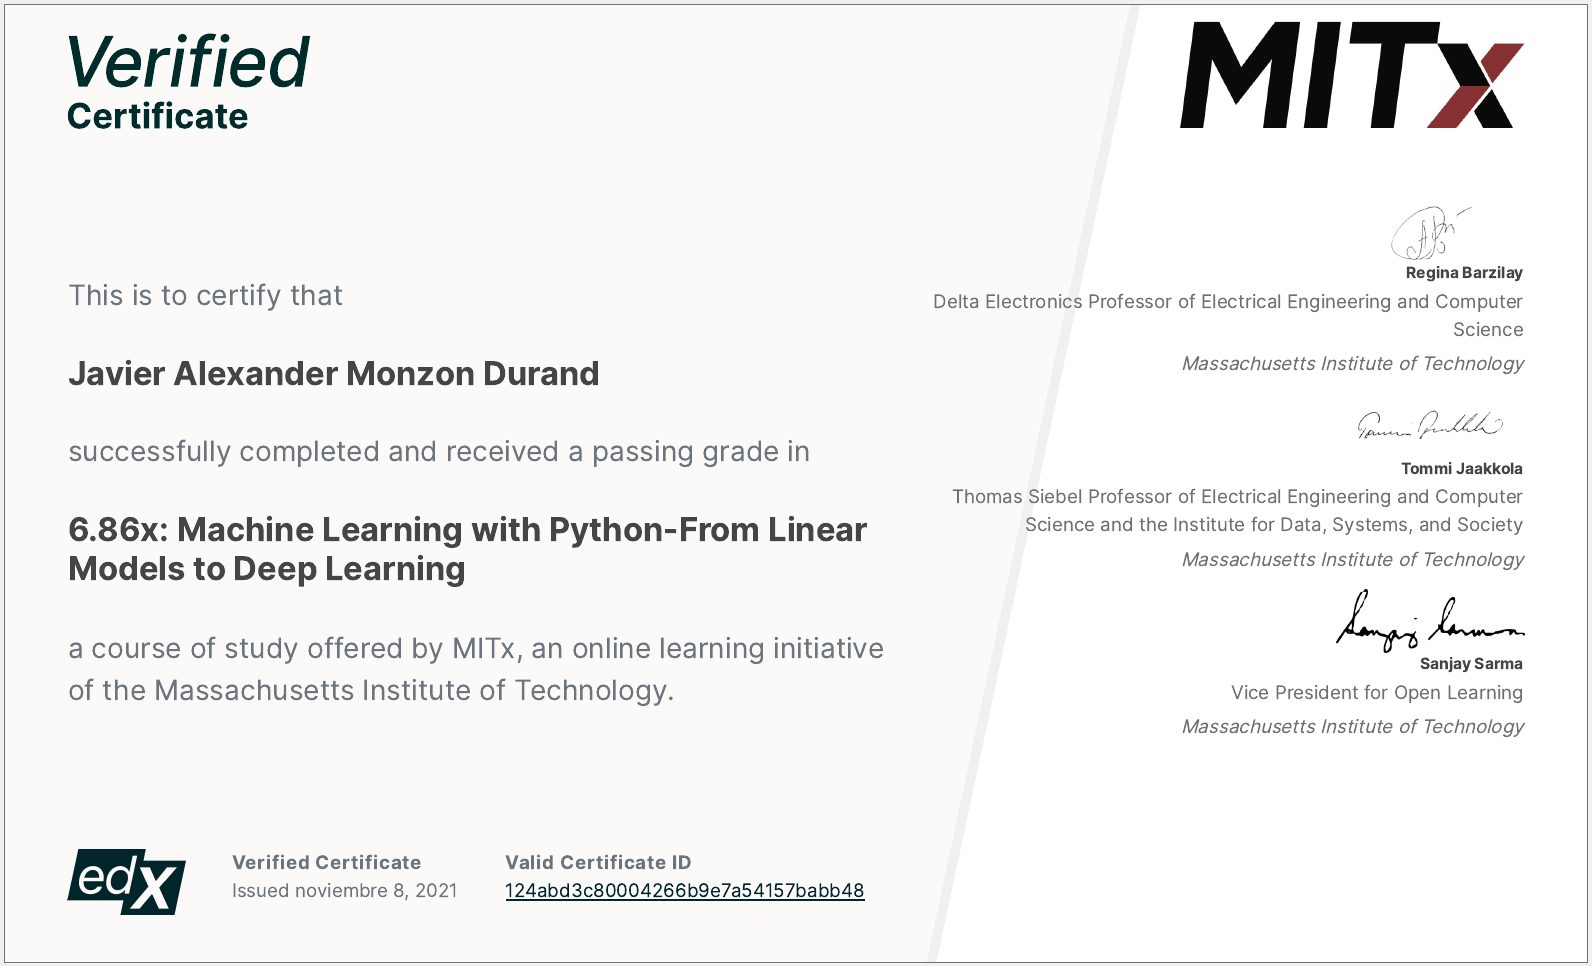 Verified
Certificate
MITx
This is to certify that
Javier Alexander Monzon Durand
successfully completed and received a passing grade in
6.86x: Machine Learning with Python-From Linear
Models to Deep Learning
a course of study offered by MITx, an online learning initiative
of the Massachusetts Institute of Technology.
Regina Barzilay
Delta Electronics Professor of Electrical Engineering and Computer
Science
Massachusetts Institute of Technology
Tommi Jaakkola
Tommi Jaakkola
Thomas Siebel Professor of Electrical Engineering and Computer
Science and the Institute for Data, Systems, and Society
Massachusetts Institute of Technology
Sanjay Sarma
Sanjay Sarma
Vice President for Open Learning
Massachusetts Institute of Technology
edX
Verified Certificate
Issued noviembre 8, 2021
Valid Certificate ID
124abd3c80004266b9e7a54157babb48